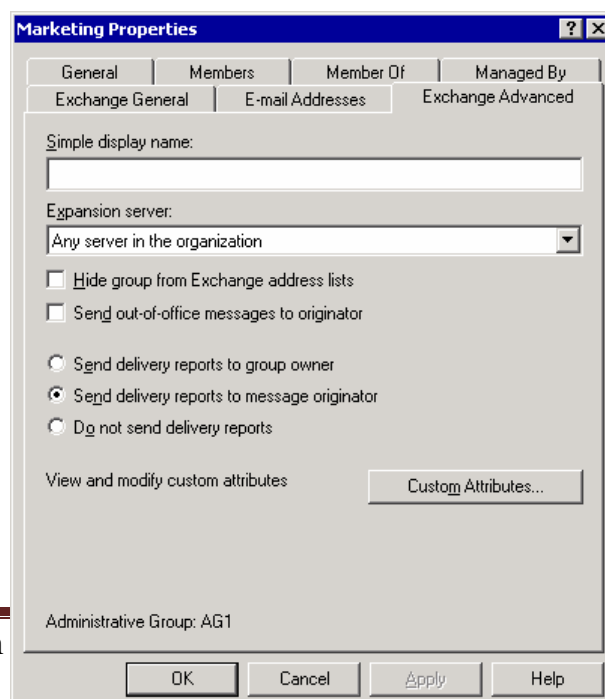 Marketing Properties
General Members Member Of Managed By
Exchange General E-mail Addresses Exchange Advanced
Simple display name:
Expansion server:
Any server in the organization
Hide group from Exchange address lists
Send out-of-office messages to originator
Send delivery reports to group owner
Send delivery reports to message originator
Do not send delivery reports
View and modify custom attributes Custom Attributes...
Administrative Group: AG1
OK Cancel Apply Help